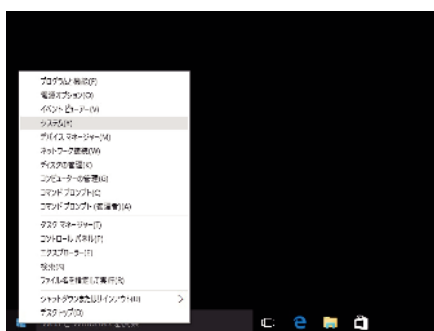 プログラムと機能(F)
電源オプション(O)
イベント ビューアー(V)
システム(Y)
デバイス マネージャー(M)
ネットワーク接続(W)
ディスクの管理(K)
コンピューターの管理(G)
コマンド プロンプト(C)
コマンド プロンプト (管理者)(A)
タスク マネージャー(T)
コントロール パネル(P)
エクスプローラー(E)
検索(S)
ファイル名を指定して実行(R)
シャットダウンまたはサインアウト(U)
デスクトップ(D)